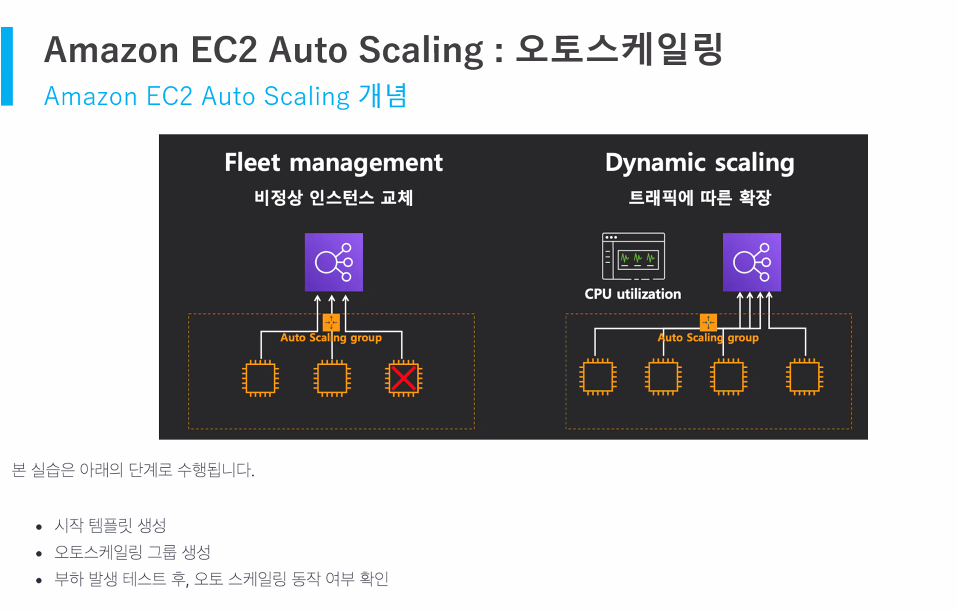 Amazon EC2 Auto Scaling : 오토스케일링
Amazon EC2 Auto Scaling 개념
Fleet management
비정상 인스턴스 교체
Auto Scaling group
Dynamic scaling
트래픽에 따른 확장
CPU utilization
Auto Scaling group
본 실습은 아래의 단계로 수행됩니다.
• 시작 템플릿 생성
• 오토스케일링 그룹 생성
• 부하 발생 테스트 후, 오토 스케일링 동작 여부 확인